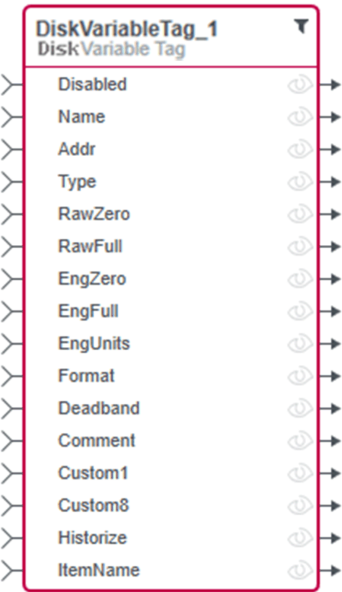 DiskVariableTag_1
DiskVariable Tag
Disabled
Name
Addr
Type
RawZero
RawFull
EngZero
EngFull
EngUnits
Format
Deadband
Comment
Custom1
Custom8
Historize
ItemName